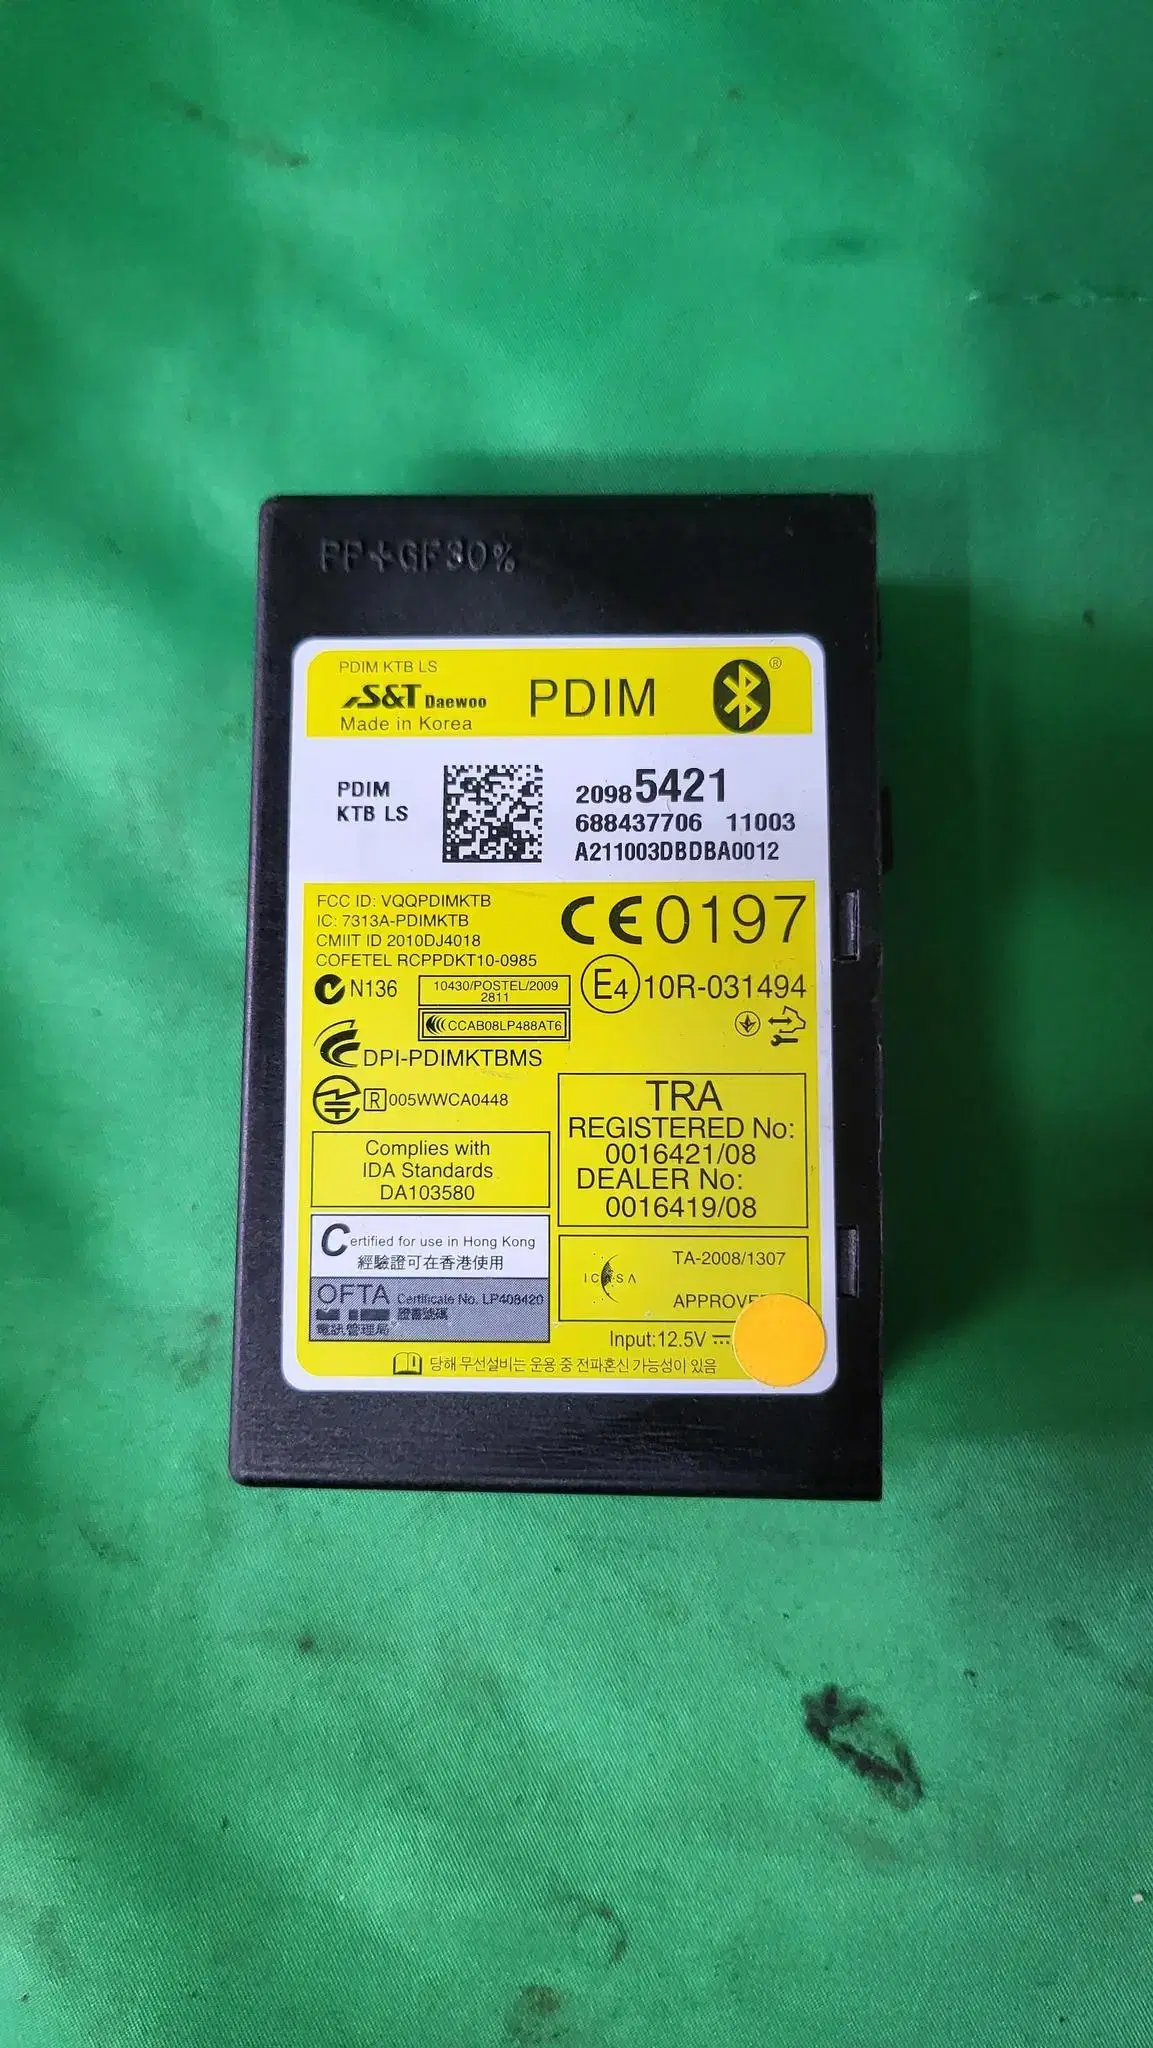 PP+GF30%
PDIM KTB LS
S&T Daewoo
PDIM
®
Made in Korea
PDIM
KTB LS
20985421
688437706 11003
A211003DBDBA0012
FCC ID: VQQPDIMKTB
IC: 7313A-PDIMKTB
CMIIT ID 2010DJ4018
COFETEL RCPPDKT10-0985
CE0197
N136
10430/POSTEL/2009
2811
E4 10R-031494
CCAB08LP488AT6
DPI-PDIMKTBMS
R 005WWCA0448
TRA
REGISTERED No:
0016421/08
DEALER No:
0016419/08
Complies with
IDA Standards
DA103580
Certified for use in Hong Kong
經驗證可在香港使用
OFTA Certificate No. LP408420
證書號碼
電訊管理局
ICASA
TA-2008/1307
APPROVE
Input:12.5V
당해 무선설비는 운용 중 전파혼신 가능성이 있음